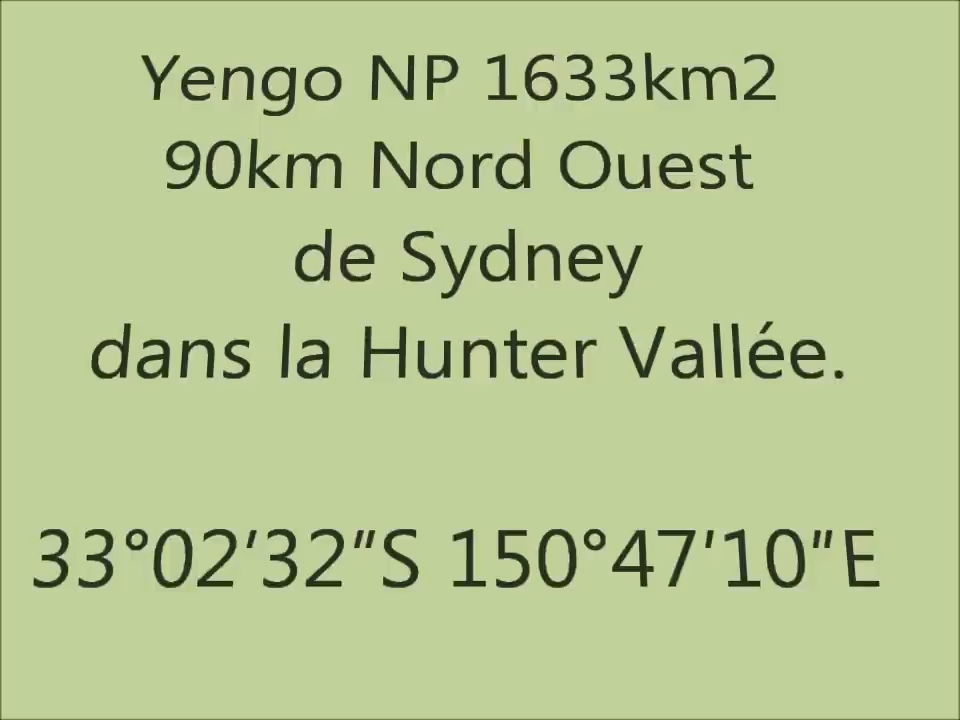 Yengo NP 1633km2
90km Nord Ouest
de Sydney
dans la Hunter Vallée.
33°02′32″S 150°47′10″E